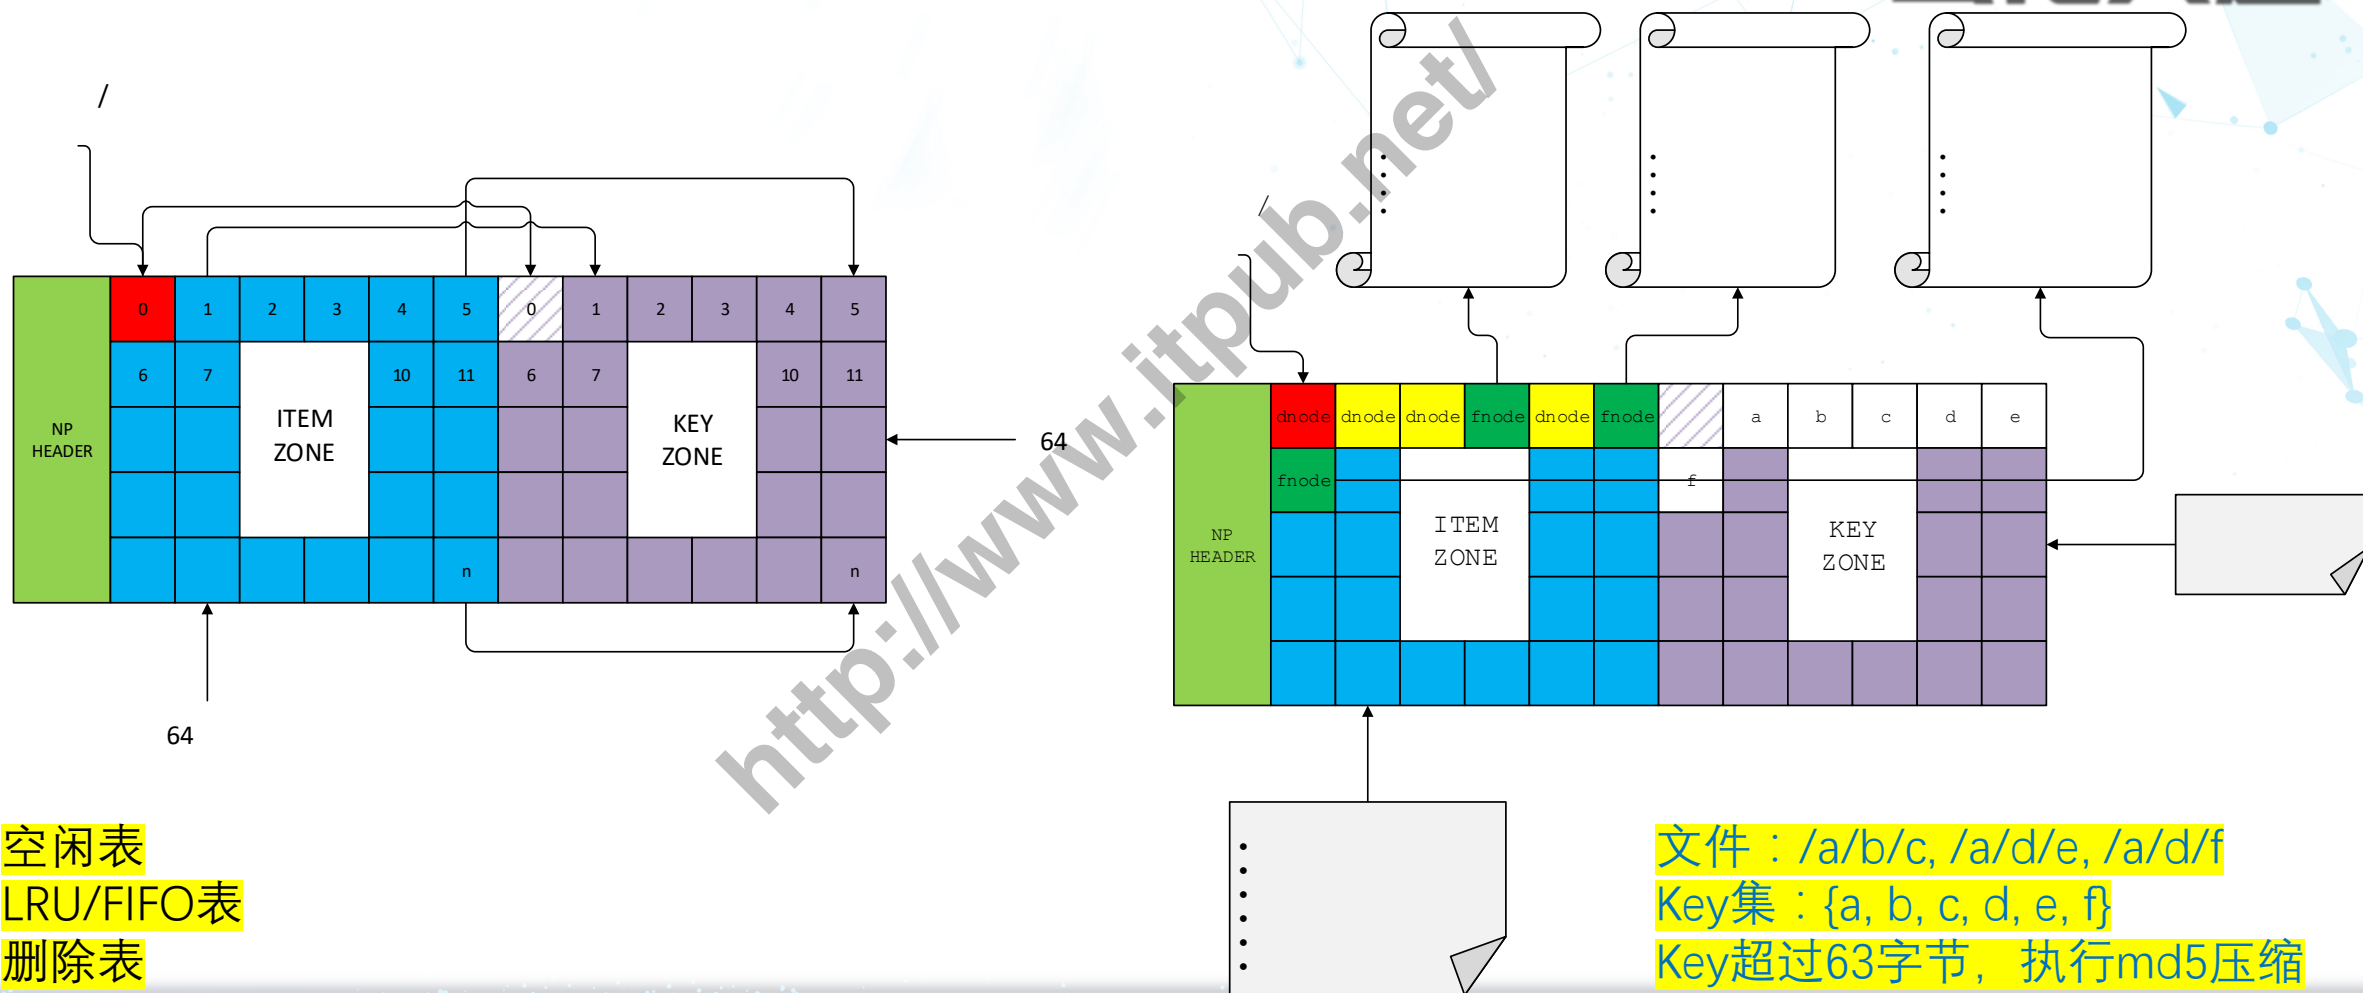 /
0 1 2 3 4 5 0 1 2 3 4 5
6 7 10 11 6 7 10 11
NP
HEADER
ITEM
ZONE
KEY
ZONE
n n
64
64
/
dnode dnode dnode fnode dnode fnode a b c d e
fnode f
NP
HEADER
ITEM
ZONE
KEY
ZONE
http://www.itpub.net/
空闲表
LRU/FIFO表
删除表
文件：/a/b/c, /a/d/e, /a/d/f
Key集：{a, b, c, d, e, f}
Key超过63字节，执行md5压缩